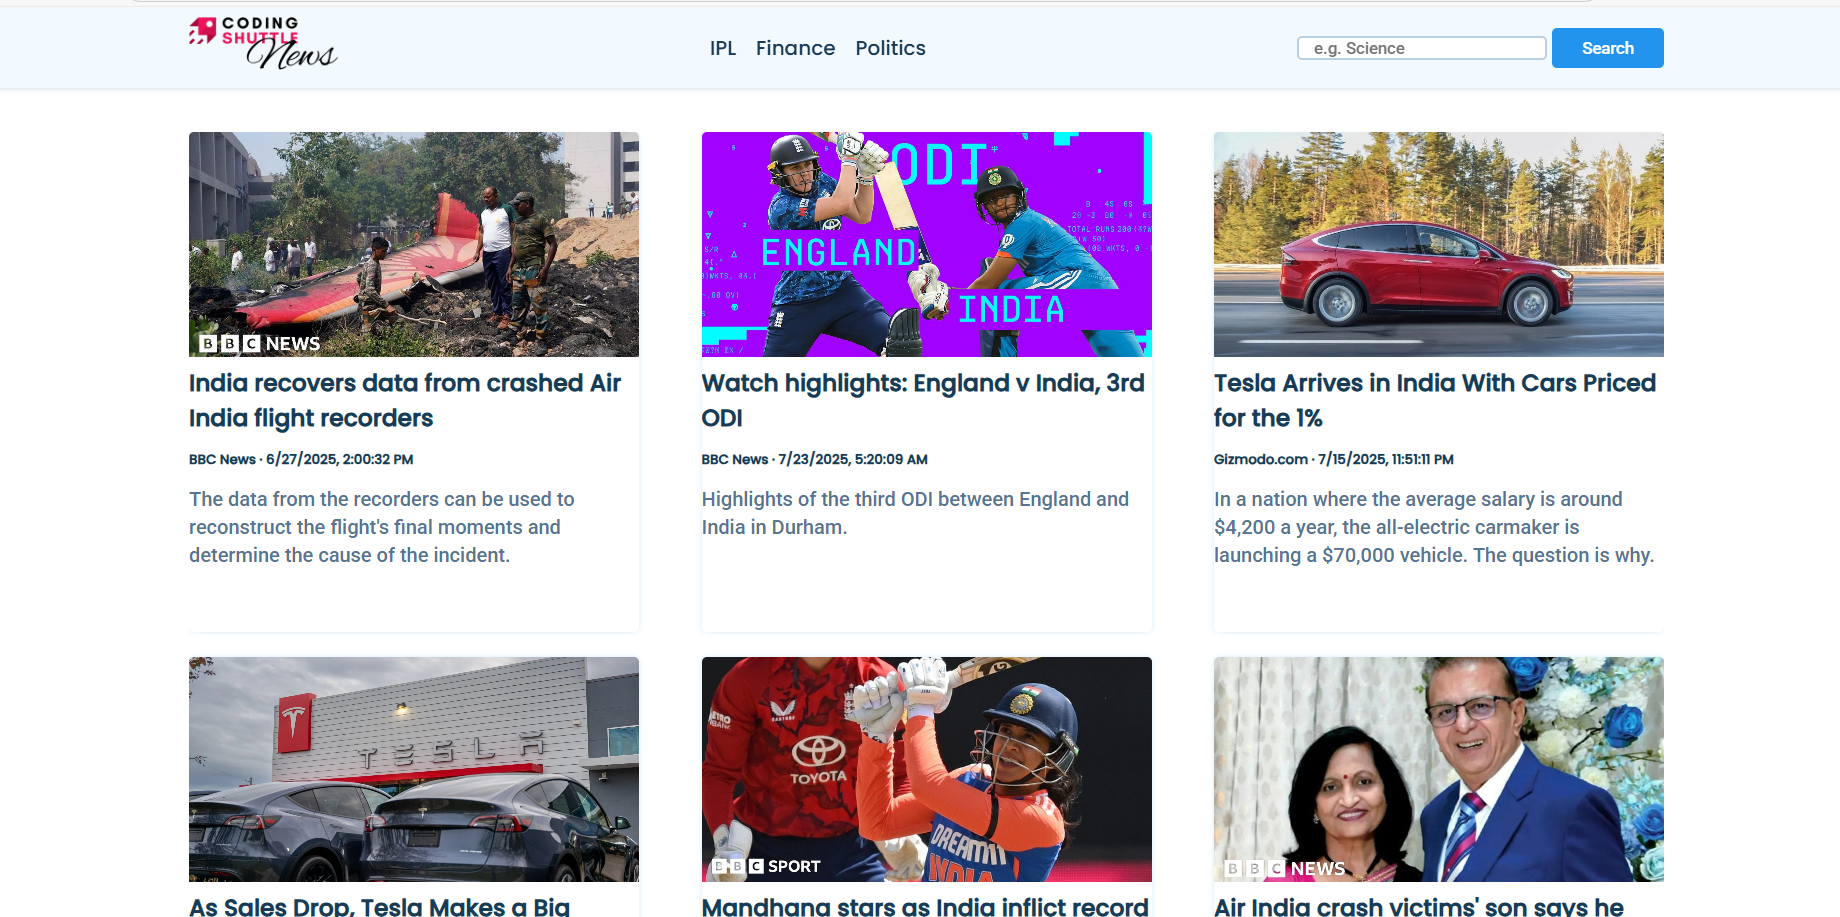 CODING
SHUTTLE
News
IPL Finance Politics
e.g. Science
Search
BBC NEWS
ODI
ENGLAND
INDIA
India recovers data from crashed Air
India flight recorders
BBC News · 6/27/2025, 2:00:32 PM
The data from the recorders can be used to
reconstruct the flight's final moments and
determine the cause of the incident.
Watch highlights: England v India, 3rd
ODI
BBC News · 7/23/2025, 5:20:09 AM
Highlights of the third ODI between England and
India in Durham.
Tesla Arrives in India With Cars Priced
for the 1%
Gizmodo.com · 7/15/2025, 11:51:11 PM
In a nation where the average salary is around
$4,200 a year, the all-electric carmaker is
launching a $70,000 vehicle. The question is why.
TESLA
TOYOTA
DREAM11
INDIA
BBC SPORT
BBC NEWS
As Sales Drop, Tesla Makes a Big
Mandhana stars as India inflict record
Air India crash victims' son says he